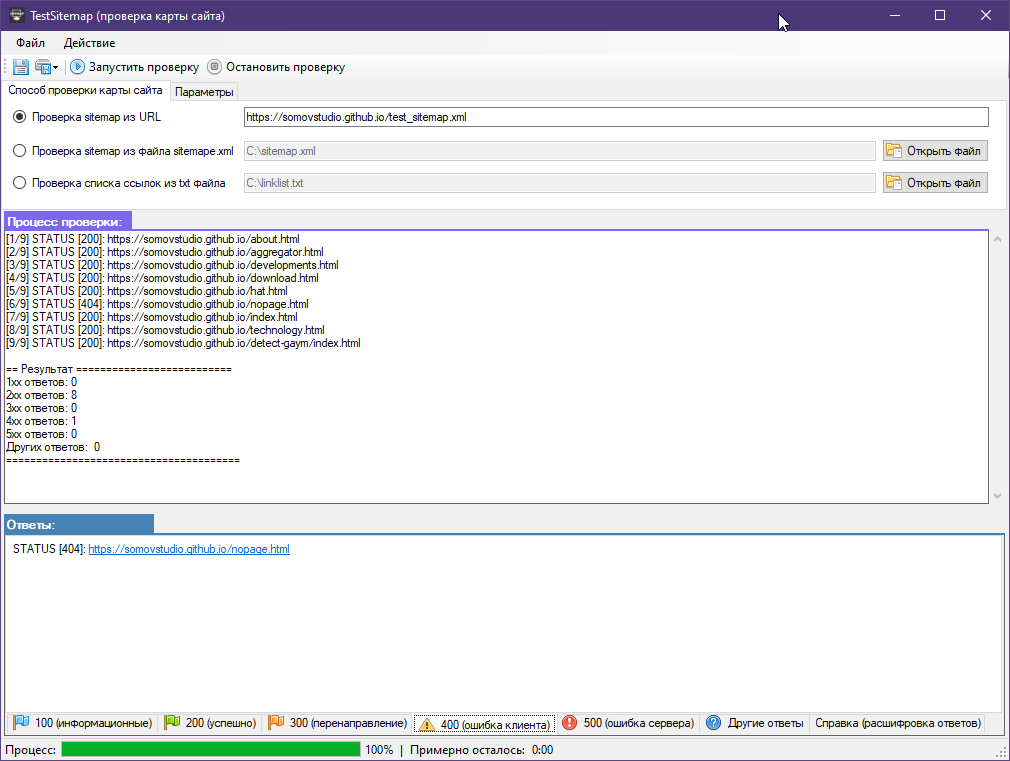 TestSitemap (проверка карты сайта)
Файл Действие
Запустить проверку Остановить проверку
Способ проверки карты сайта Параметры
Проверка sitemap из URL https://somovstudio.github.io/test_sitemap.xml
Проверка sitemap из файла sitemape.xml C:\sitemap.xml Открыть файл
Проверка списка ссылок из txt файла C:\linklist.txt Открыть файл
Процесс проверки:
[1/9] STATUS [200]: https://somovstudio.github.io/about.html
[2/9] STATUS [200]: https://somovstudio.github.io/aggregator.html
[3/9] STATUS [200]: https://somovstudio.github.io/developments.html
[4/9] STATUS [200]: https://somovstudio.github.io/download.html
[5/9] STATUS [200]: https://somovstudio.github.io/hat.html
[6/9] STATUS [404]: https://somovstudio.github.io/nopage.html
[7/9] STATUS [200]: https://somovstudio.github.io/index.html
[8/9] STATUS [200]: https://somovstudio.github.io/technology.html
[9/9] STATUS [200]: https://somovstudio.github.io/detect-gaym/index.html
== Результат ==========================
1xx ответов: 0
2xx ответов: 8
3xx ответов: 0
4xx ответов: 1
5xx ответов: 0
Других ответов: 0
=======================================
Ответы:
STATUS [404]: https://somovstudio.github.io/nopage.html
100 (информационные) 200 (успешно) 300 (перенаправление) 400 (ошибка клиента) 500 (ошибка сервера) Другие ответы Справка (расшифровка ответов)
Процесс: 100% | Примерно осталось: 0:00